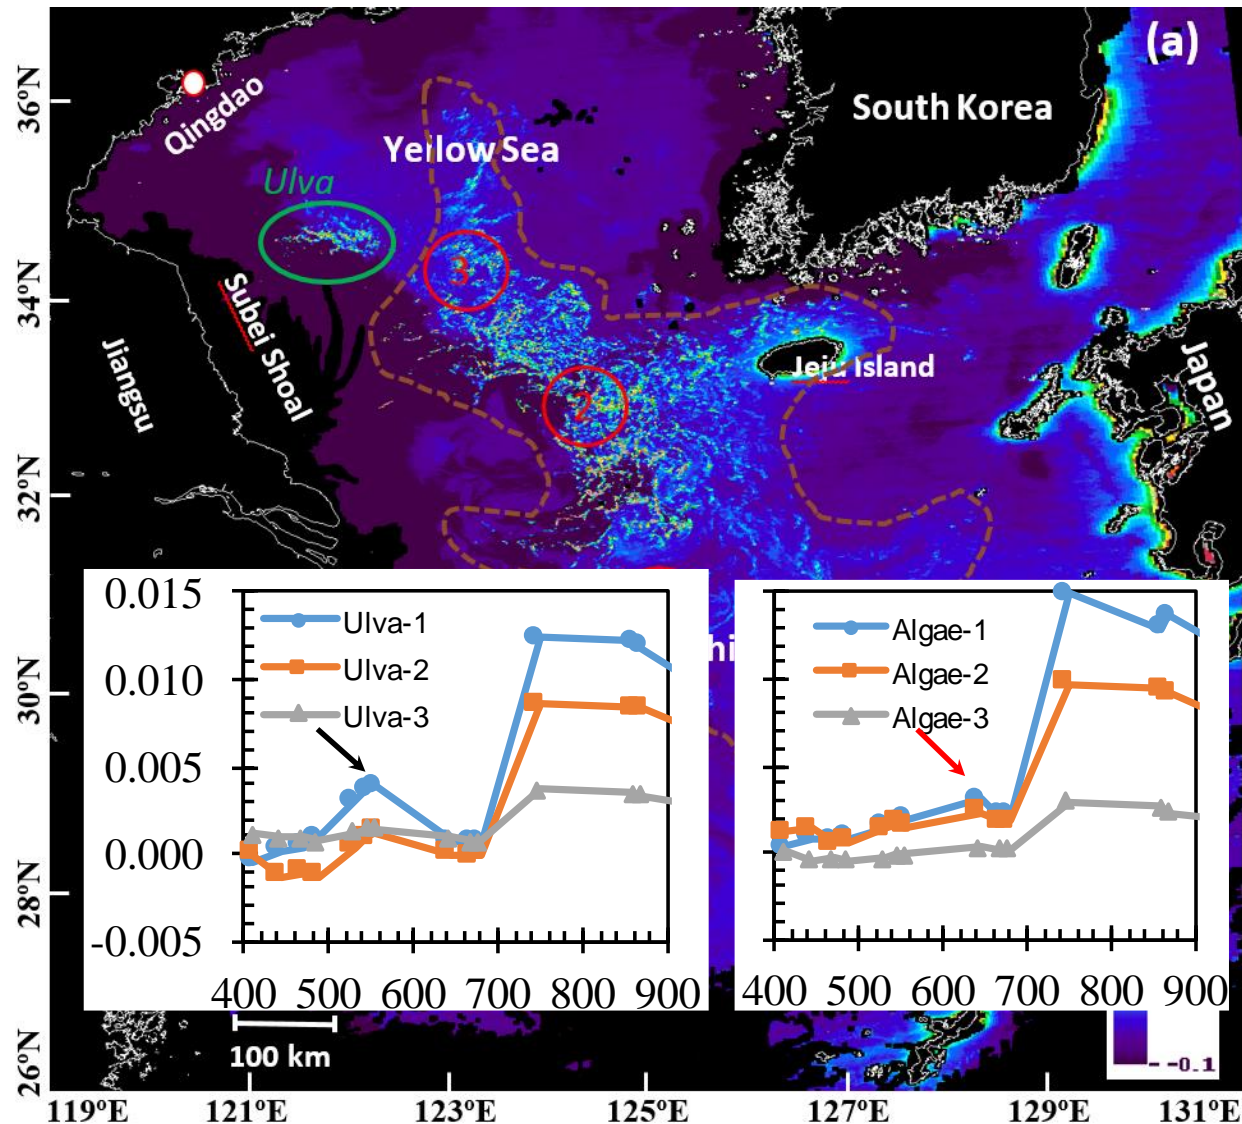 (a)
36°N
Qingdao
South Korea
Yellow Sea
Ulva
3
34°N
Subei Shoal
Jeju Island
Japan
Jiangsu
2
32°N
hi
0.015
0.010
0.005
0.000
-0.005
Ulva-1
Ulva-2
Ulva-3
400 500 600 700 800 900
Algae-1
Algae-2
Algae-3
400 500 600 700 800 900
30°N
28°N
26°N
100 km
-0.1
119°E 121°E 123°E 125°E 127°E 129°E 131°E